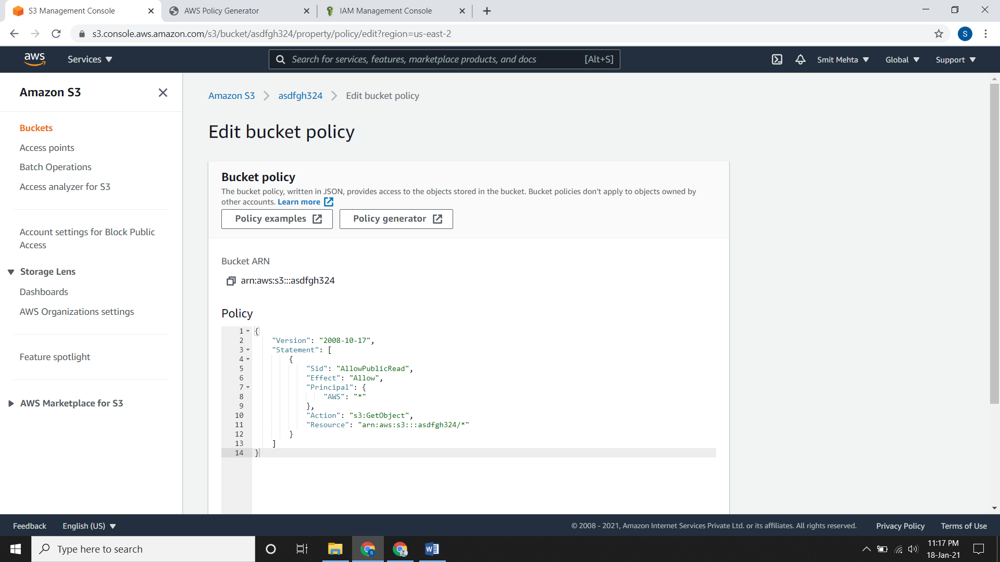 S3 Management Console
AWS Policy Generator
IAM Management Console
s3.console.aws.amazon.com/s3/bucket/asdfgh324/property/policy/edit?region=us-east-2
S
aws
Services
Search for services, features, marketplace products, and docs
[Alt+S]
Smit Mehta
Global
Support
Amazon S3
Buckets
Access points
Batch Operations
Access analyzer for S3
Account settings for Block Public
Access
Storage Lens
Dashboards
AWS Organizations settings
Feature spotlight
AWS Marketplace for S3
Amazon S3 > asdfgh324 > Edit bucket policy
Edit bucket policy
Bucket policy
The bucket policy, written in JSON, provides access to the objects stored in the bucket. Bucket policies don't apply to objects owned by
other accounts. Learn more
Policy examples
Policy generator
Bucket ARN
arn:aws:s3:::asdfgh324
Policy
1 {
2 "Version": "2008-10-17",
3 "Statement": [
4 {
5 "Sid": "AllowPublicRead",
6 "Effect": "Allow",
7 "Principal": {
8 "AWS": "*"
9 },
10 "Action": "s3:GetObject",
11 "Resource": "arn:aws:s3:::asdfgh324/*"
12 }
13 ]
14 }
Feedback
English (US)
© 2008 - 2021, Amazon Internet Services Private Ltd. or its affiliates. All rights reserved.
Privacy Policy
Terms of Use
Type here to search
11:17 PM
18-Jan-21